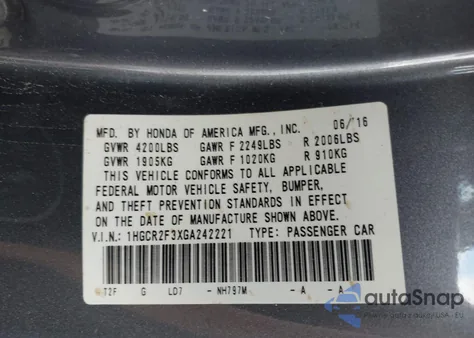 MFD. BY HONDA OF AMERICA MFG., INC. 06/16
GVWR 4200LBS GAWR F 2249LBS R 2006LBS
GVWR 1905KG GAWR F 1020KG R 910KG
THIS VEHICLE CONFORMS TO ALL APPLICABLE
FEDERAL MOTOR VEHICLE SAFETY, BUMPER,
AND THEFT PREVENTION STANDARDS IN EFFECT
ON THE DATE OF MANUFACTURE SHOWN ABOVE.
V.I.N.: 1HGCR2F3XGA242221 TYPE: PASSENGER CAR
T2F G LD7 - NH797M -A -A
autaSnap